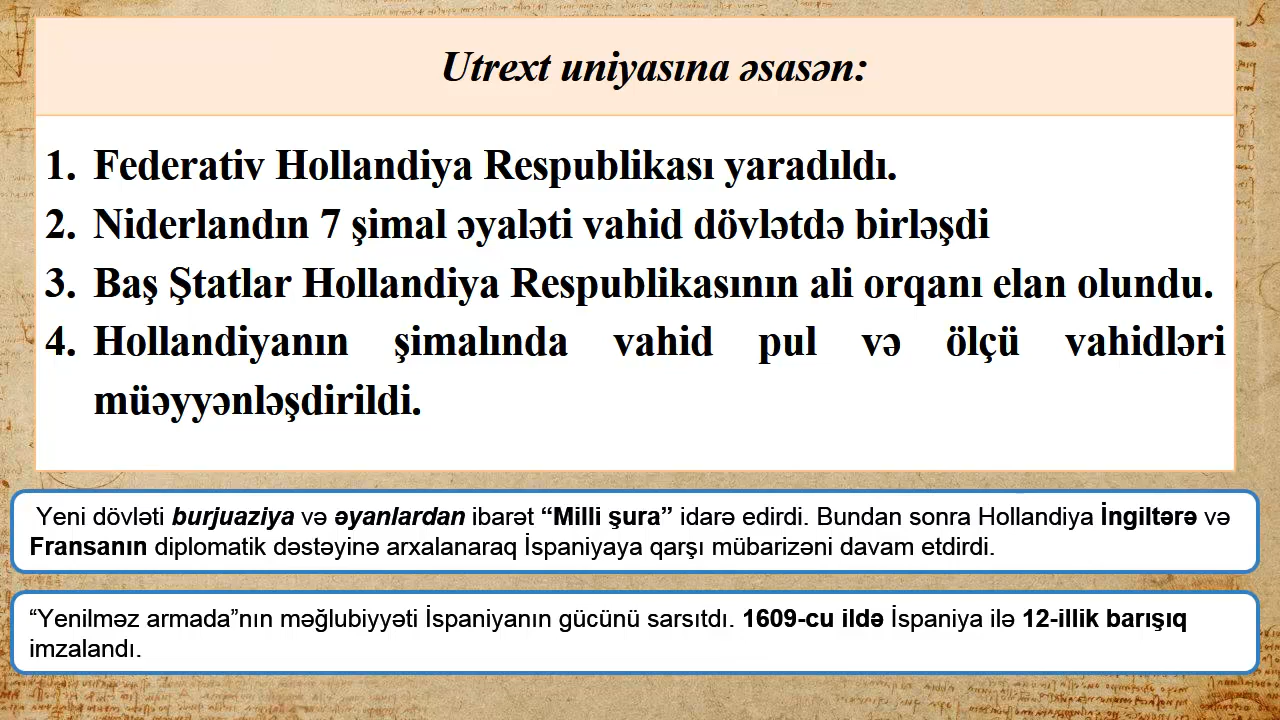 Utrext uniyasına əsasən:
1. Federativ Hollandiya Respublikası yaradıldı.
2. Niderlandın 7 şimal əyaləti vahid dövlətdə birləşdi
3. Baş Ştatlar Hollandiya Respublikasının ali orqanı elan olundu.
4. Hollandiyanın şimalında vahid pul və ölçü vahidləri
müəyyənləşdirildi.
Yeni dövləti burjuaziya və əyanlardan ibarət “Milli şura” idarə edirdi. Bundan sonra Hollandiya İngiltərə və
Fransanın diplomatik dəstəyinə arxalanaraq İspaniyaya qarşı mübarizəni davam etdirdi.
“Yenilməz armada”nın məğlubiyyəti İspaniyanın gücünü sarsıtdı. 1609-cu ildə İspaniya ilə 12-illik barışıq
imzalandı.